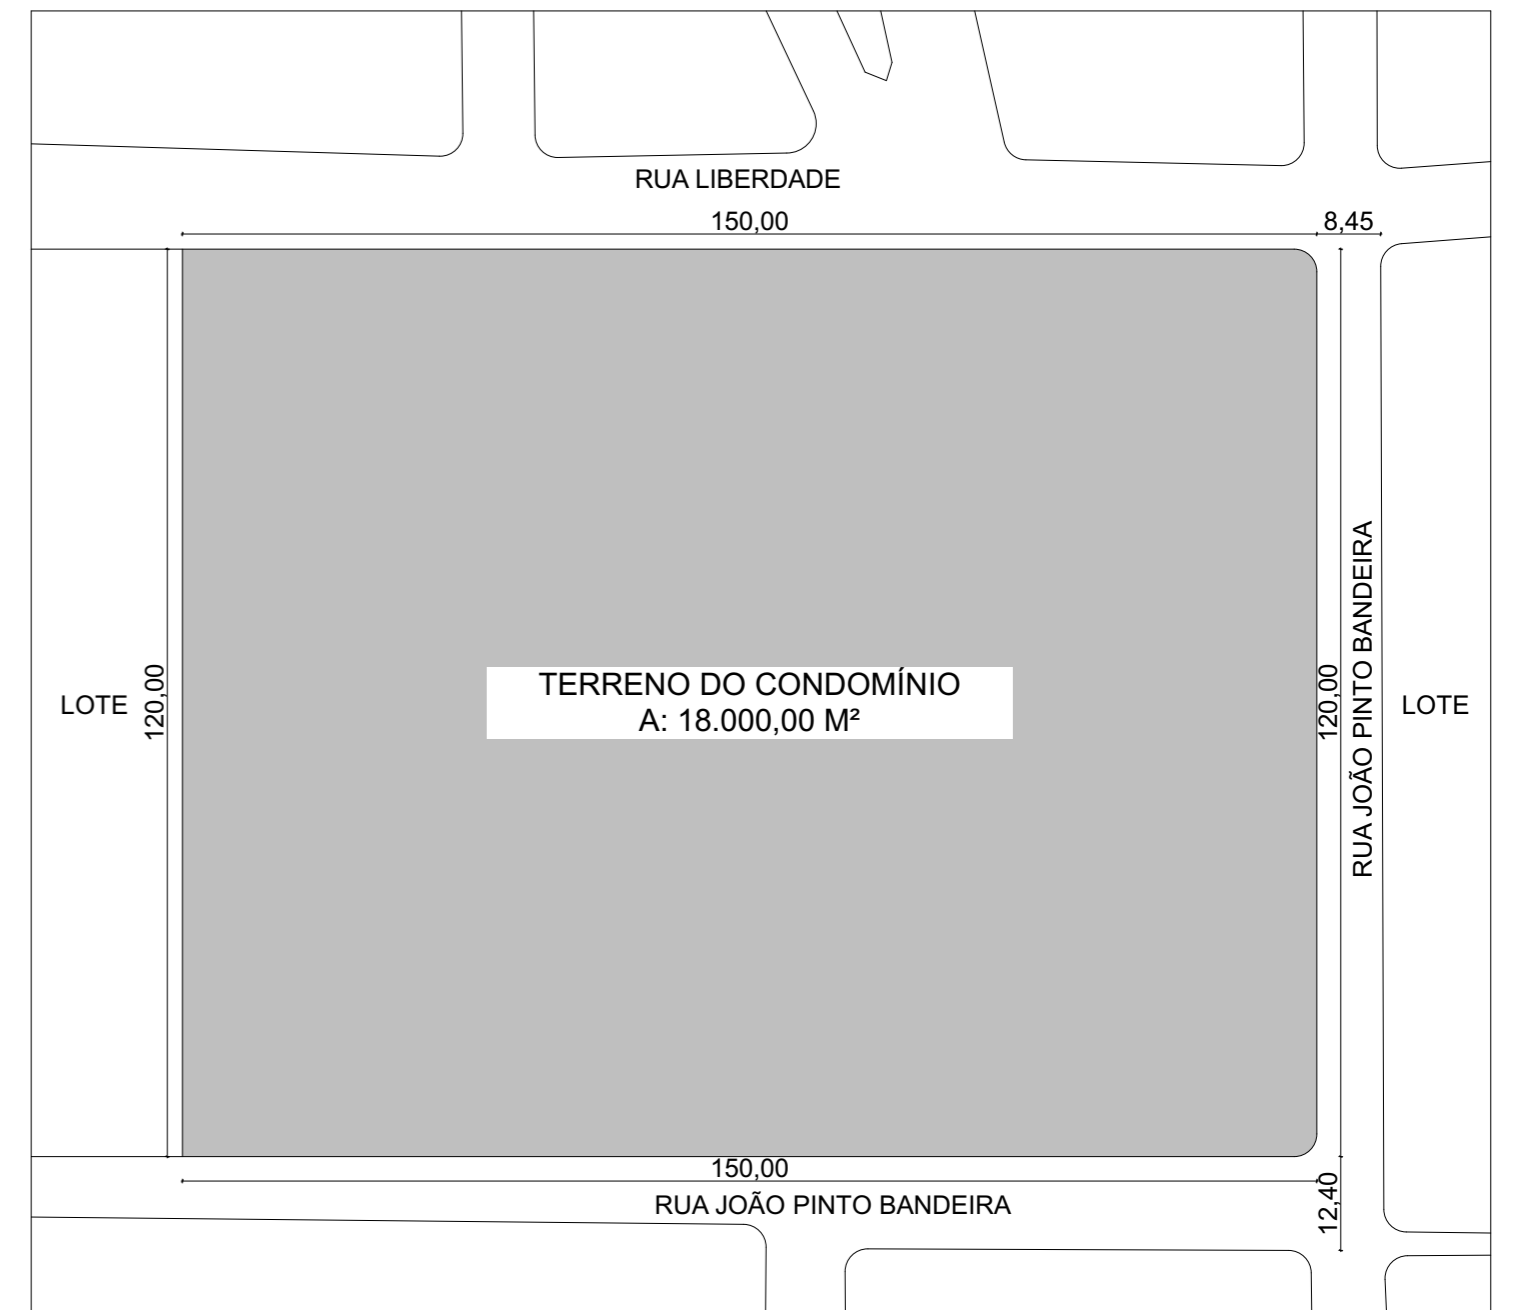 RUA LIBERDADE
150,00
8,45
LOTE
120,00
TERRENO DO CONDOMÍNIO
A: 18.000,00 M²
120,00
RUA JOÃO PINTO BANDEIRA
LOTE
150,00
RUA JOÃO PINTO BANDEIRA
12,40